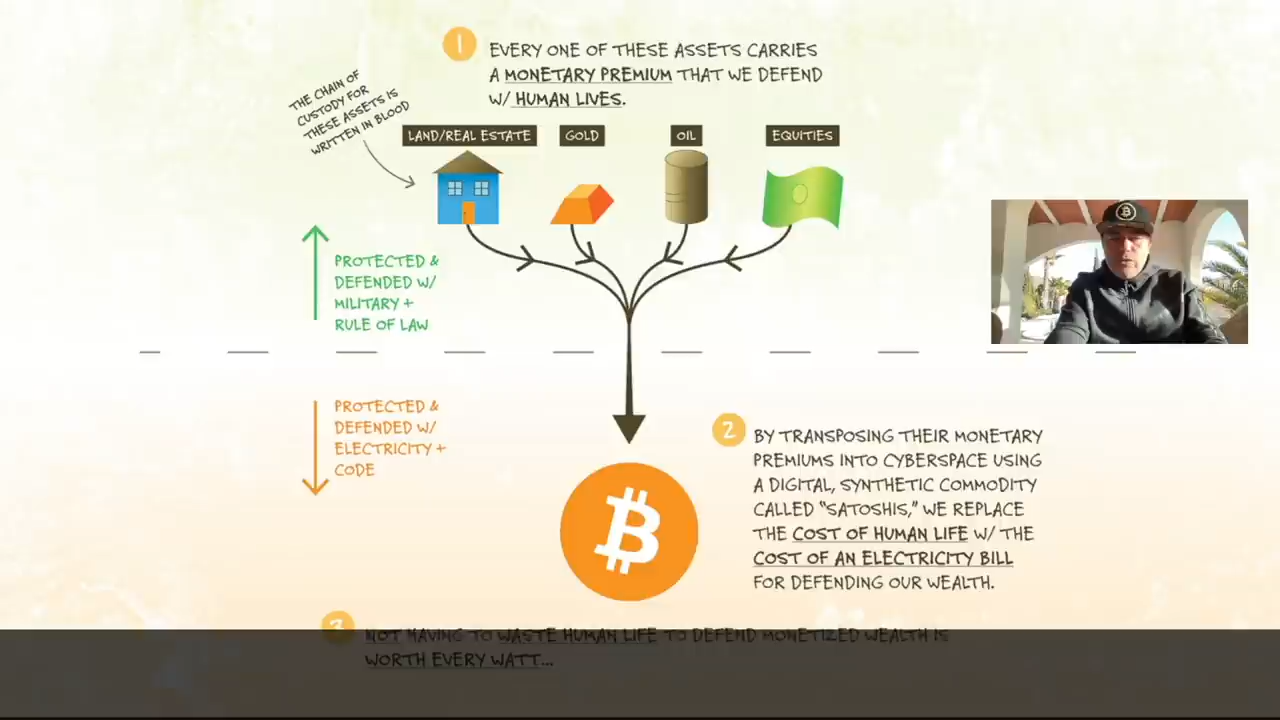 1
EVERY ONE OF THESE ASSETS CARRIES
A MONETARY PREMIUM THAT WE DEFEND
W/ HUMAN LIVES.
THE CHAIN OF
CUSTODY FOR
THESE ASSETS IS
WRITTEN IN BLOOD
LAND/REAL ESTATE
GOLD
OIL
EQUITIES
PROTECTED &
DEFENDED W/
MILITARY +
RULE OF LAW
PROTECTED &
DEFENDED W/
ELECTRICITY +
CODE
2
BY TRANSPOSING THEIR MONETARY
PREMIUMS INTO CYBERSPACE USING
A DIGITAL, SYNTHETIC COMMODITY
CALLED “SATOSHIS,” WE REPLACE
THE COST OF HUMAN LIFE W/ THE
COST OF AN ELECTRICITY BILL
FOR DEFENDING OUR WEALTH.
3
NOT HAVING TO WASTE HUMAN LIFE TO DEFEND MONETIZED WEALTH IS
WORTH EVERY WATT...